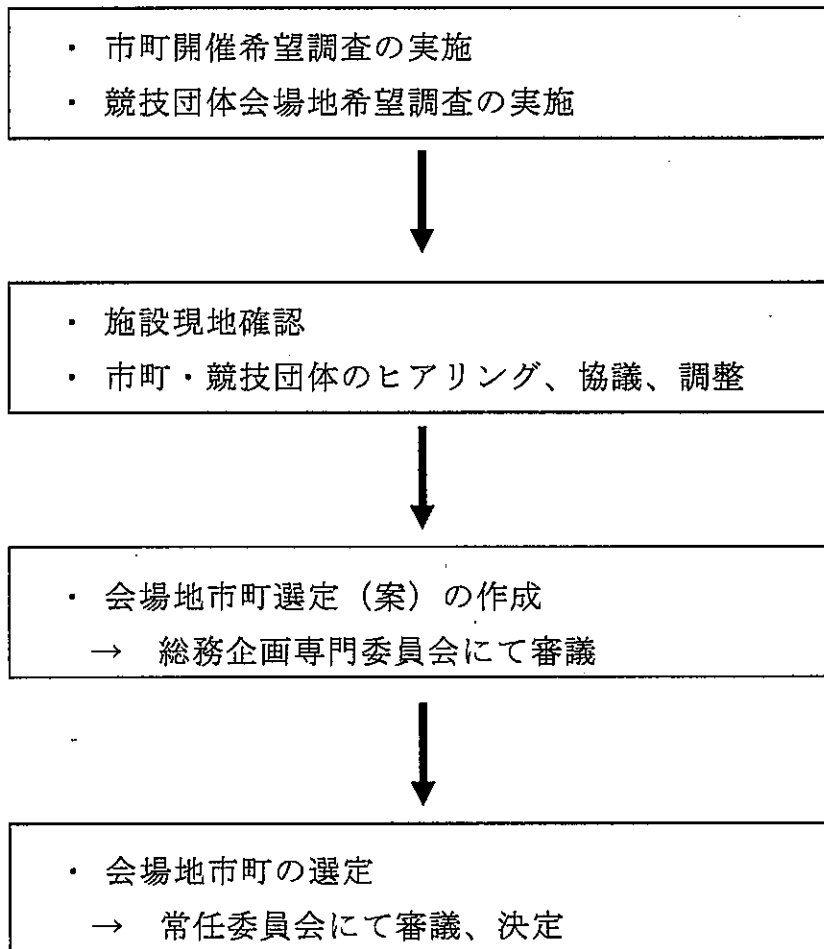 ・ 市町開催希望調査の実施
・ 競技団体会場地希望調査の実施
・ 施設現地確認
・ 市町・競技団体のヒアリング、協議、調整
・ 会場地市町選定（案）の作成
→ 総務企画専門委員会にて審議
・ 会場地市町の選定
→ 常任委員会にて審議、決定